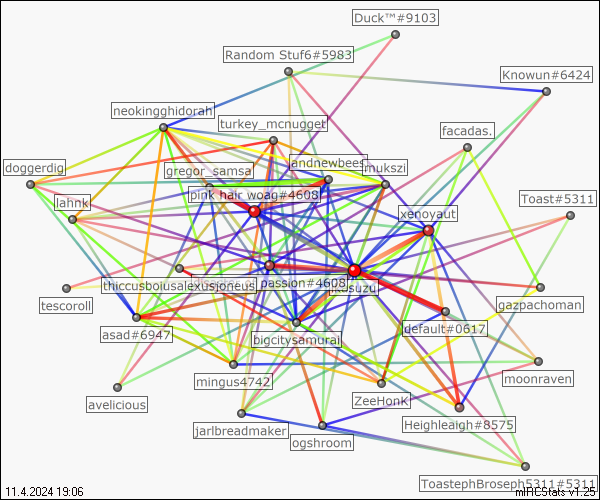 Duck™#9103
Random Stuf6#5983
Knowun#6424
neokingghidorah
turkey_mcnugget
facadas.
doggerdig
gregor_samsa
andnewbees
mukszi
pink hair woag#4608
Toast#5311
lahnk
xenoyaut
thiccusboiusalexusjoneus
passion#4608
tescoroll
gazpachoman
asad#6947
default#0617
bigcitysamurai
mingus4742
moonraven
avelicious
ZeeHonk
Heighleaigh#8575
jarlbreadmaker
ogshroom
ToastephBroseph5311#5311
11.4.2024 19:06
mIRCStats v1.25